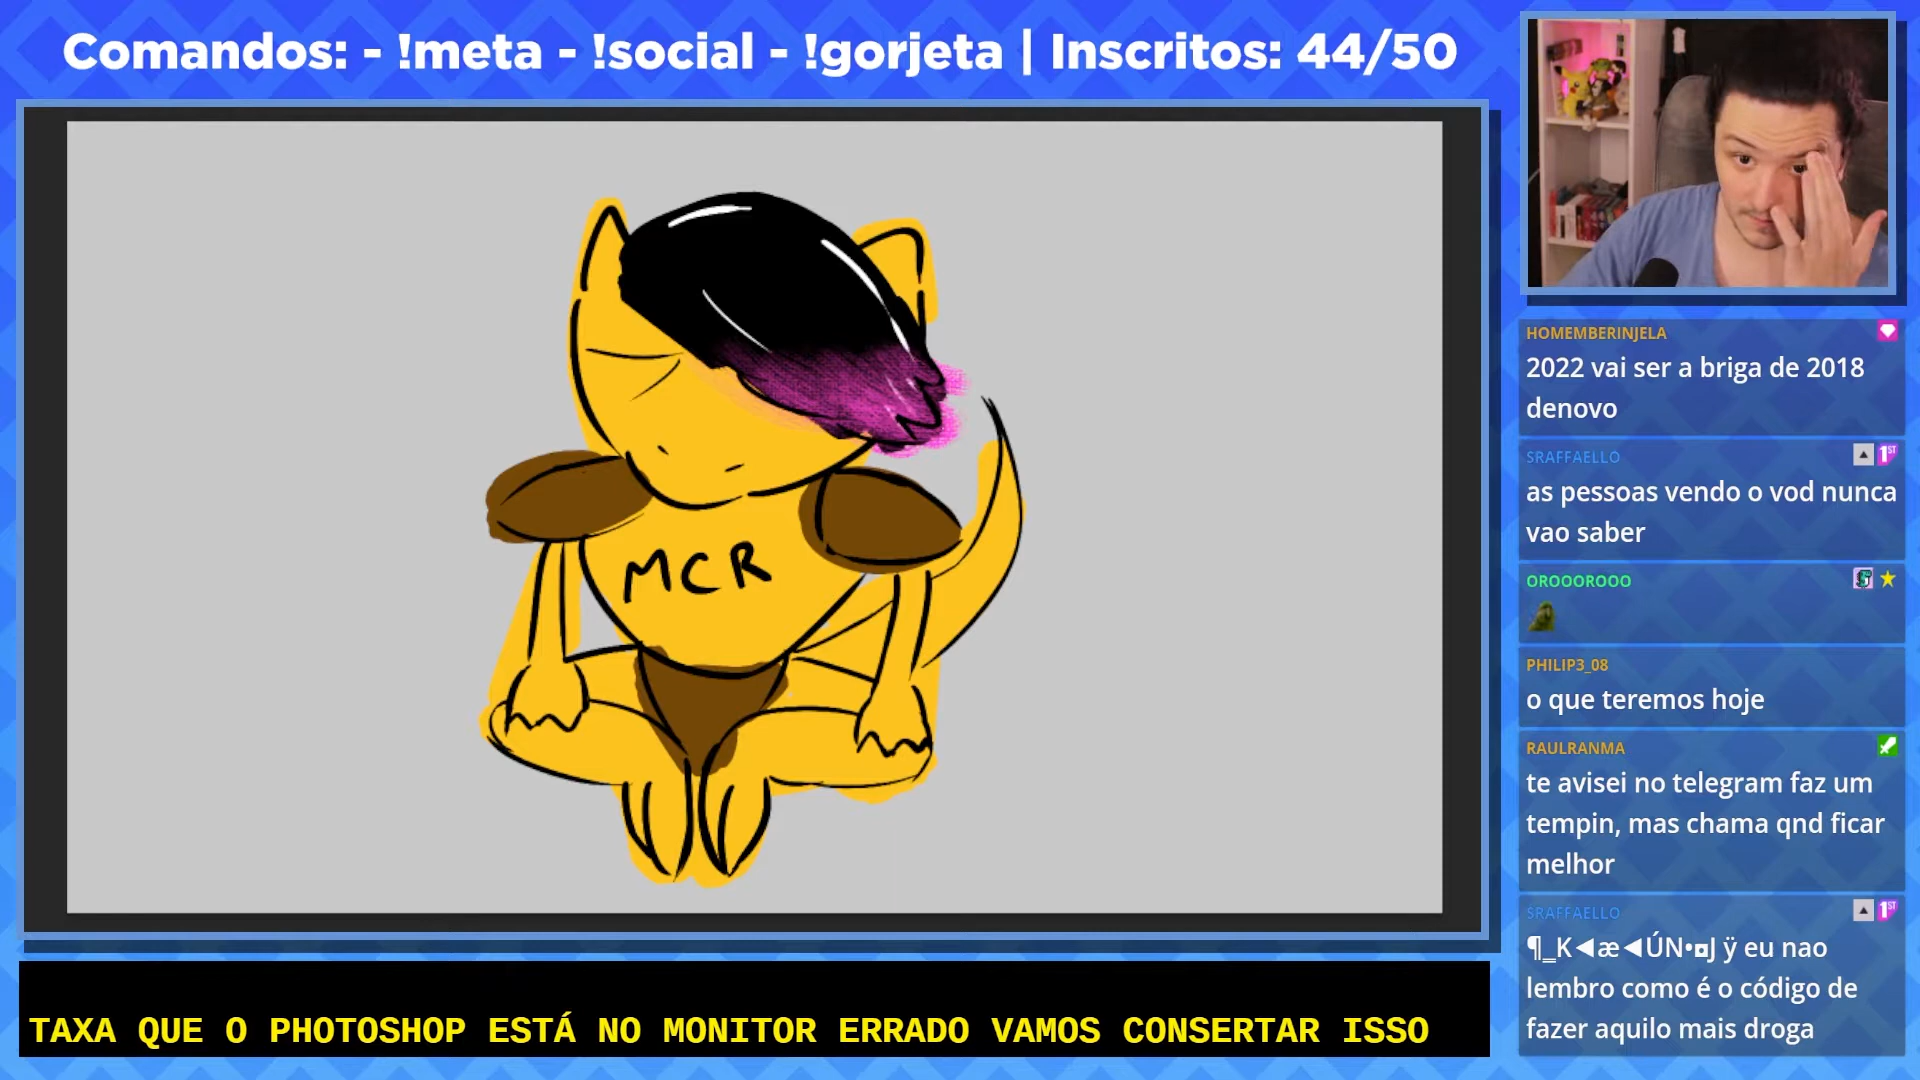 Comandos: - !meta - !social - !gorjeta | Inscritos: 44/50
MCR
HOMEMBERINJELA
2022 vai ser a briga de 2018
denovo
SRAFFAELLO
1ST
as pessoas vendo o vod nunca
vao saber
OROOOROOO
PHILIP3_08
o que teremos hoje
RAULRANMA
te avisei no telegram faz um
tempin, mas chama qnd ficar
melhor
SRAFFAELLO
1ST
¶‗K◄æ◄ÚN•◘J ÿ eu nao
lembro como é o código de
fazer aquilo mais droga
TAXA QUE O PHOTOSHOP ESTÁ NO MONITOR ERRADO VAMOS CONSERTAR ISSO